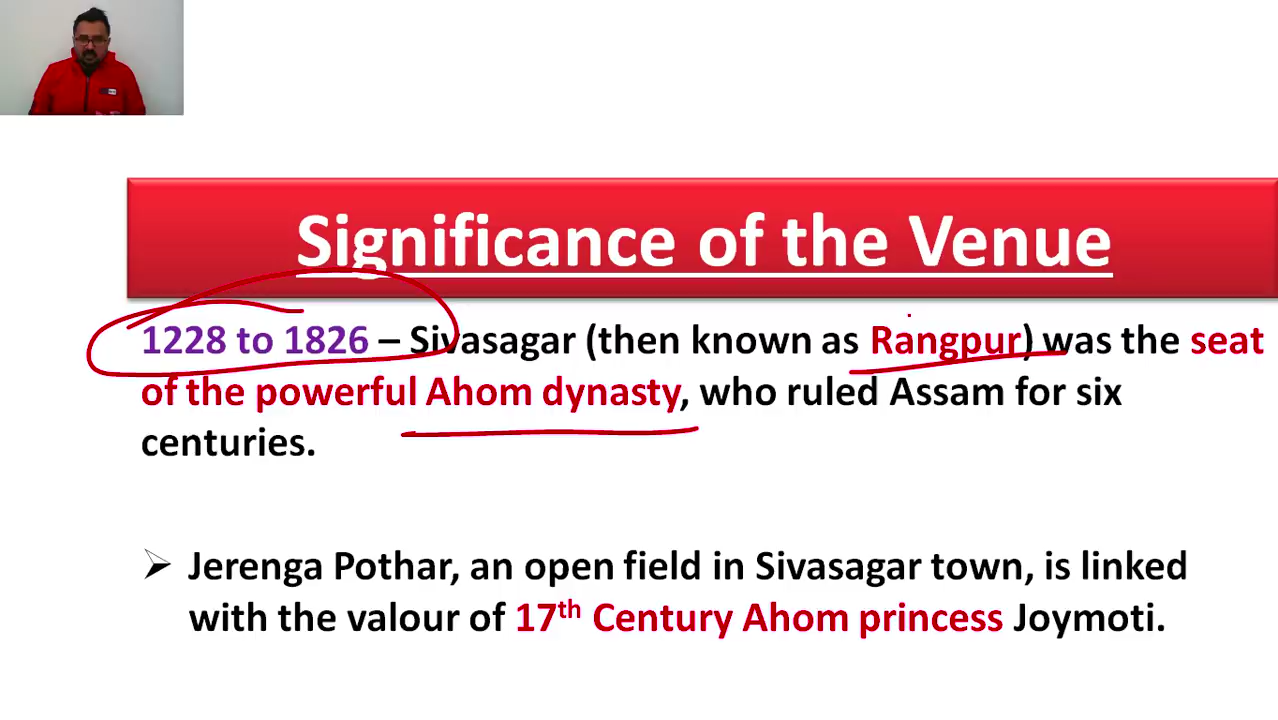 Significance of the Venue
1228 to 1826 – Sivasagar (then known as Rangpur) was the seat
of the powerful Ahom dynasty, who ruled Assam for six
centuries.
➢ Jerenga Pothar, an open field in Sivasagar town, is linked
with the valour of 17th Century Ahom princess Joymoti.